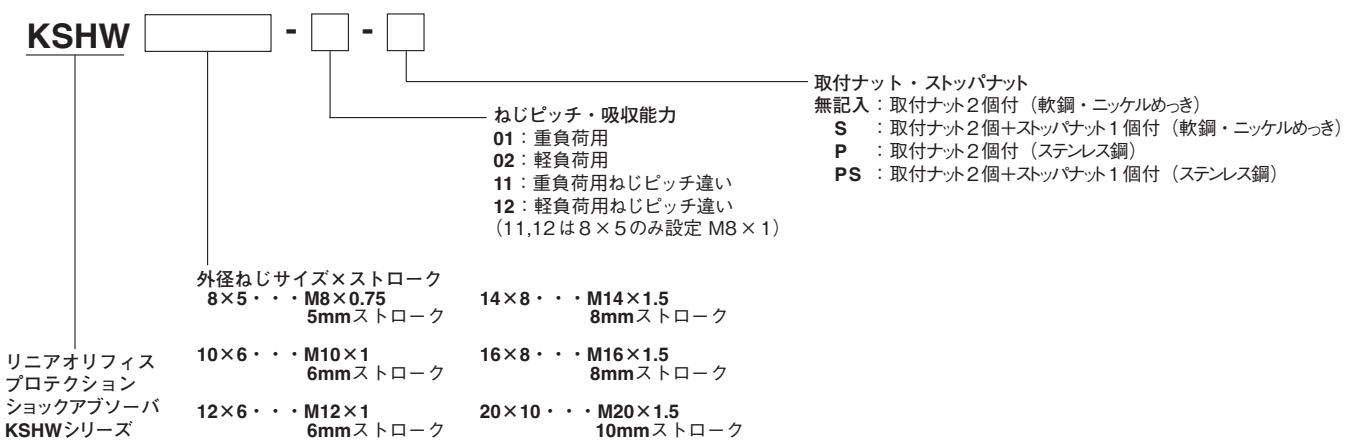 KSHW - -
取付ナット・ストッパナット
無記入：取付ナット2個付（軟鋼・ニッケルめっき）
S：取付ナット2個＋ストッパナット1個付（軟鋼・ニッケルめっき）
P：取付ナット2個付（ステンレス鋼）
PS：取付ナット2個＋ストッパナット1個付（ステンレス鋼）
ねじピッチ・吸収能力
01：重負荷用
02：軽負荷用
11：重負荷用ねじピッチ違い
12：軽負荷用ねじピッチ違い
（11,12は8×5のみ設定 M8×1）
外径ねじサイズ×ストローク
8×5・・・M8×0.75
5mmストローク
10×6・・・M10×1
6mmストローク
12×6・・・M12×1
6mmストローク
14×8・・・M14×1.5
8mmストローク
16×8・・・M16×1.5
8mmストローク
20×10・・・M20×1.5
10mmストローク
リニアオリフィス
プロテクション
ショックアブソーバ
KSHWシリーズ